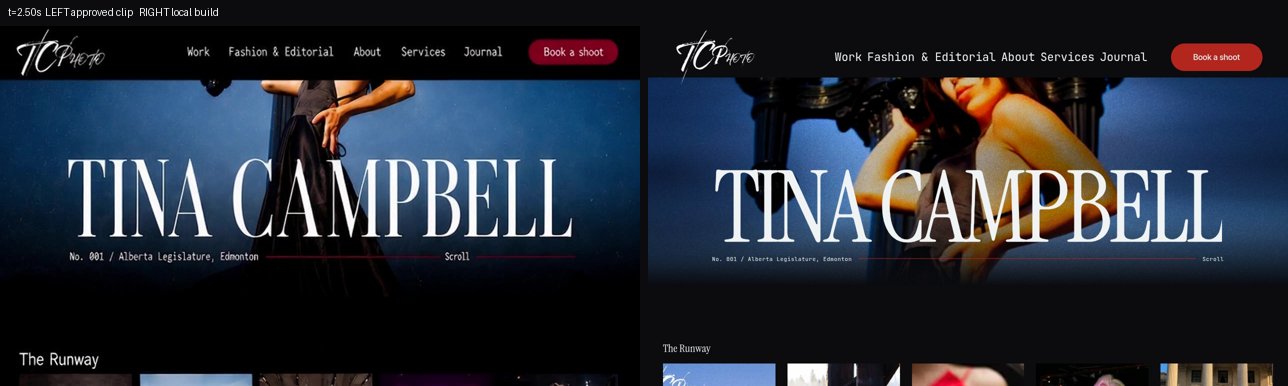 t=2.50s LEFT approved clip RIGHT local build
TCPhoto
Work Fashion & Editorial About Services Journal Book a shoot
TINA CAMPBELL
No. 001 / Alberta Legislature, Edmonton Scroll
The Runway
TCPhoto
Work Fashion & Editorial About Services Journal Book a shoot
TINA CAMPBELL
No. 001 / Alberta Legislature, Edmonton Scroll
The Runway